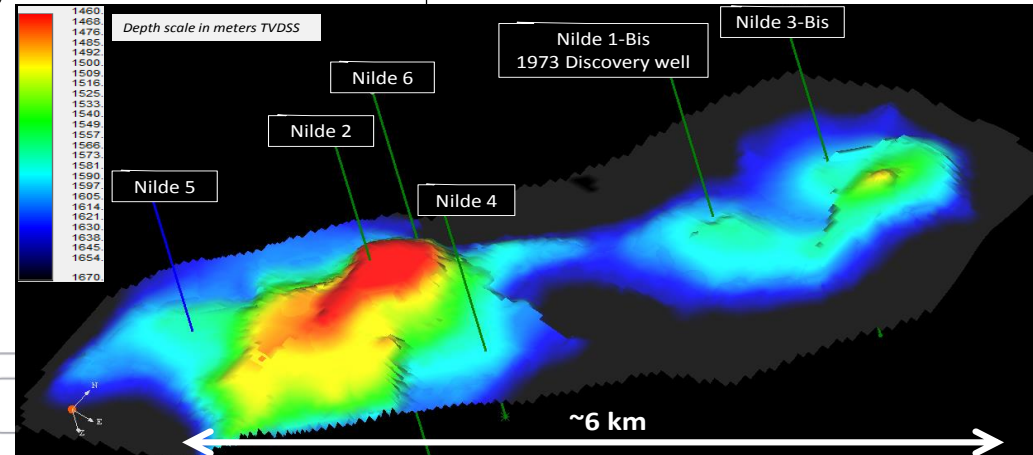 Depth scale in meters TVDSS
1460.
1468.
1476.
1485.
1492.
1500.
1509.
1516.
1525.
1533.
1540.
1549.
1557.
1566.
1573.
1581.
1590.
1597.
1605.
1614.
1621.
1630.
1638.
1645.
1654.
1670.
Nilde 5
Nilde 2
Nilde 6
Nilde 4
Nilde 1-Bis
1973 Discovery well
Nilde 3-Bis
N
E
Z
~6 km